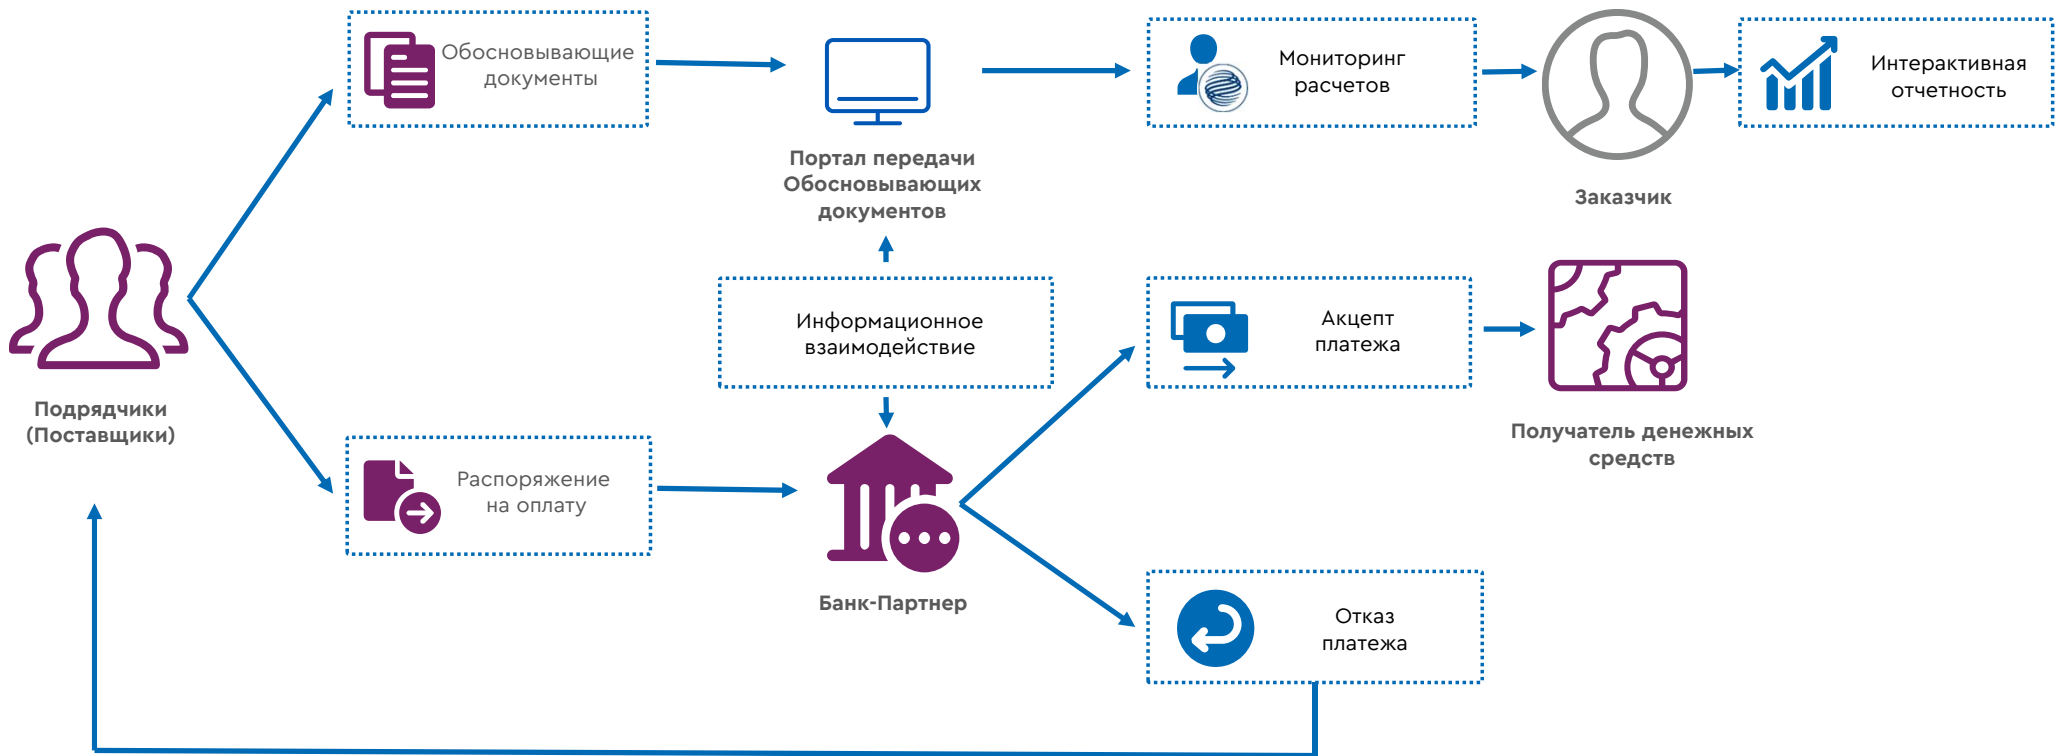 Обосновывающие
документы
Портал передачи
Обосновывающих
документов
Мониторинг
расчетов
Заказчик
Интерактивная
отчетность
Подрядчики
(Поставщики)
Информационное
взаимодействие
Акцепт
платежа
Получатель денежных
средств
Распоряжение
на оплату
Банк-Партнер
Отказ
платежа